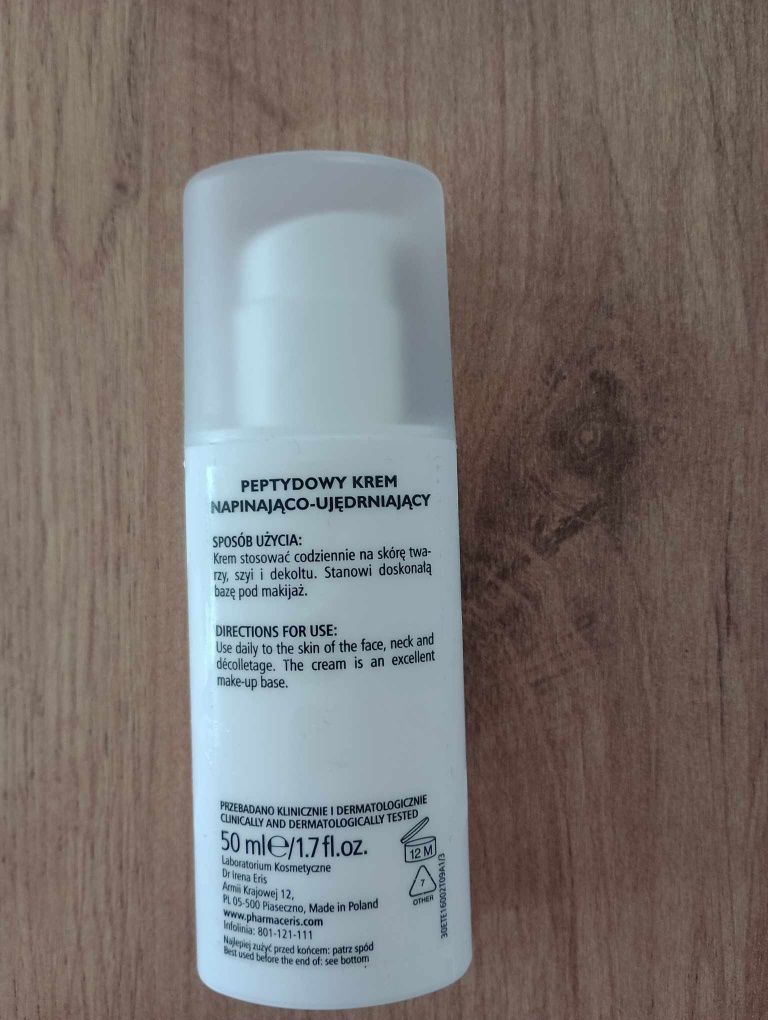 PEPTYDOWY KREM
NAPINAJĄCO-UJĘDRNIAJĄCY
SPOSÓB UŻYCIA:
Krem stosować codziennie na skórę twa-
rzy, szyi i dekoltu. Stanowi doskonałą
bazę pod makijaż.
DIRECTIONS FOR USE:
Use daily to the skin of the face, neck and
décolletage. The cream is an excellent
make-up base.
PRZEBADANO KLINICZNIE I DERMATOLOGICZNIE
CLINICALLY AND DERMATOLOGICALLY TESTED
50 ml℮/1.7 fl.oz.
12 M
Laboratorium Kosmetyczne
Dr Irena Eris
Armii Krajowej 12,
PL 05-500 Piaseczno, Made in Poland
www.pharmaceris.com
Infolinia: 801-121-111
7
OTHER
Najlepiej zużyć przed końcem: patrz spód
Best used before the end of: see bottom
30ETE16002T09A1/3